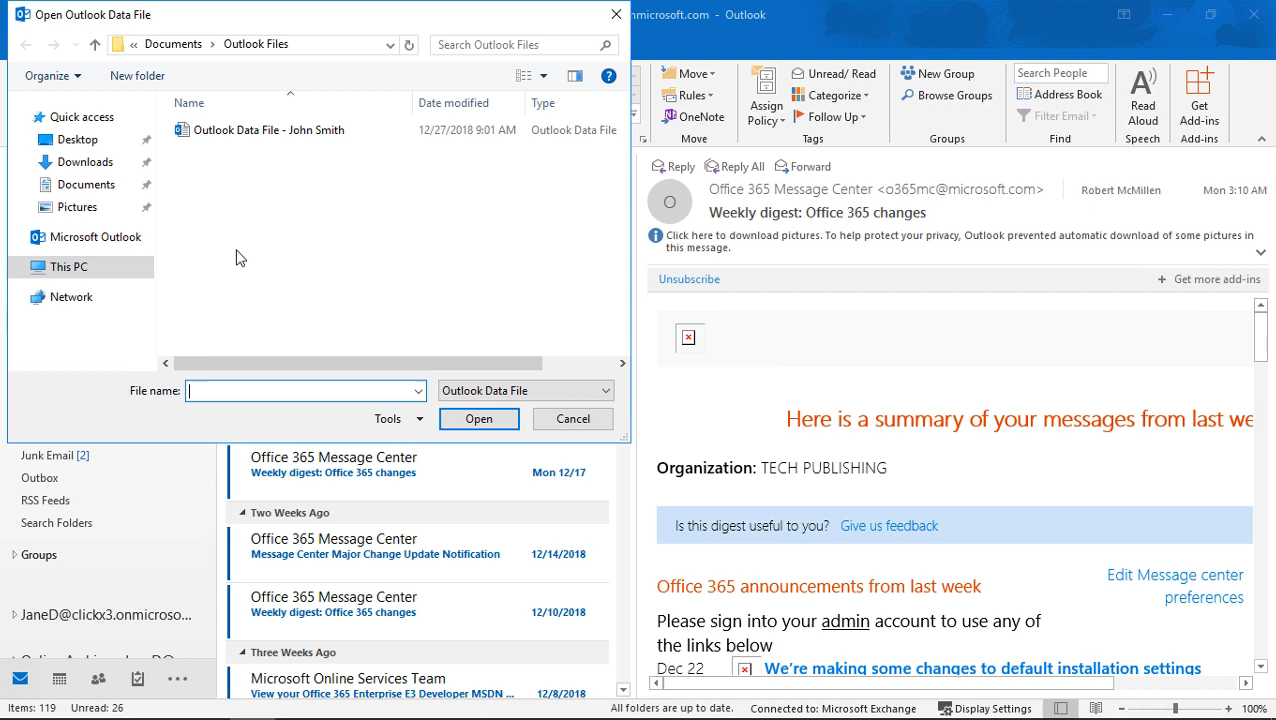 Open Outlook Data File
nmicrosoft.com - Outlook
« Documents › Outlook Files
Search Outlook Files
Organize
New folder
Name
Date modified
Type
Quick access
Desktop
Downloads
Documents
Pictures
Microsoft Outlook
This PC
Network
Outlook Data File - John Smith
12/27/2018 9:01 AM
Outlook Data File
File name:
Outlook Data File
Tools
Open
Cancel
Move
Rules
OneNote
Move
Assign
Policy
Unread/ Read
Categorize
Follow Up
Tags
New Group
Browse Groups
Groups
Search People
Address Book
Filter Email
Find
Read
Aloud
Speech
Get
Add-ins
Add-ins
Reply
Reply All
Forward
O
Office 365 Message Center <o365mc@microsoft.com>
Robert McMillen
Mon 3:10 AM
Weekly digest: Office 365 changes
Click here to download pictures. To help protect your privacy, Outlook prevented automatic download of some pictures in
this message.
Unsubscribe
+ Get more add-ins
Here is a summary of your messages from last we
Organization: TECH PUBLISHING
Is this digest useful to you? Give us feedback
Edit Message center
preferences
Office 365 announcements from last week
Please sign into your admin account to use any of
the links below
Dec 22
We're making some changes to default installation settings
Junk Email [2]
Outbox
RSS Feeds
Search Folders
Groups
JaneD@clickx3.onmicroso...
Office 365 Message Center
Weekly digest: Office 365 changes
Mon 12/17
Two Weeks Ago
Office 365 Message Center
Message Center Major Change Update Notification
12/14/2018
Office 365 Message Center
Weekly digest: Office 365 changes
12/10/2018
Three Weeks Ago
Microsoft Online Services Team
View your Office 365 Enterprise E3 Developer MSDN ...
12/8/2018
Items: 119
Unread: 26
All folders are up to date.
Connected to: Microsoft Exchange
Display Settings
100%